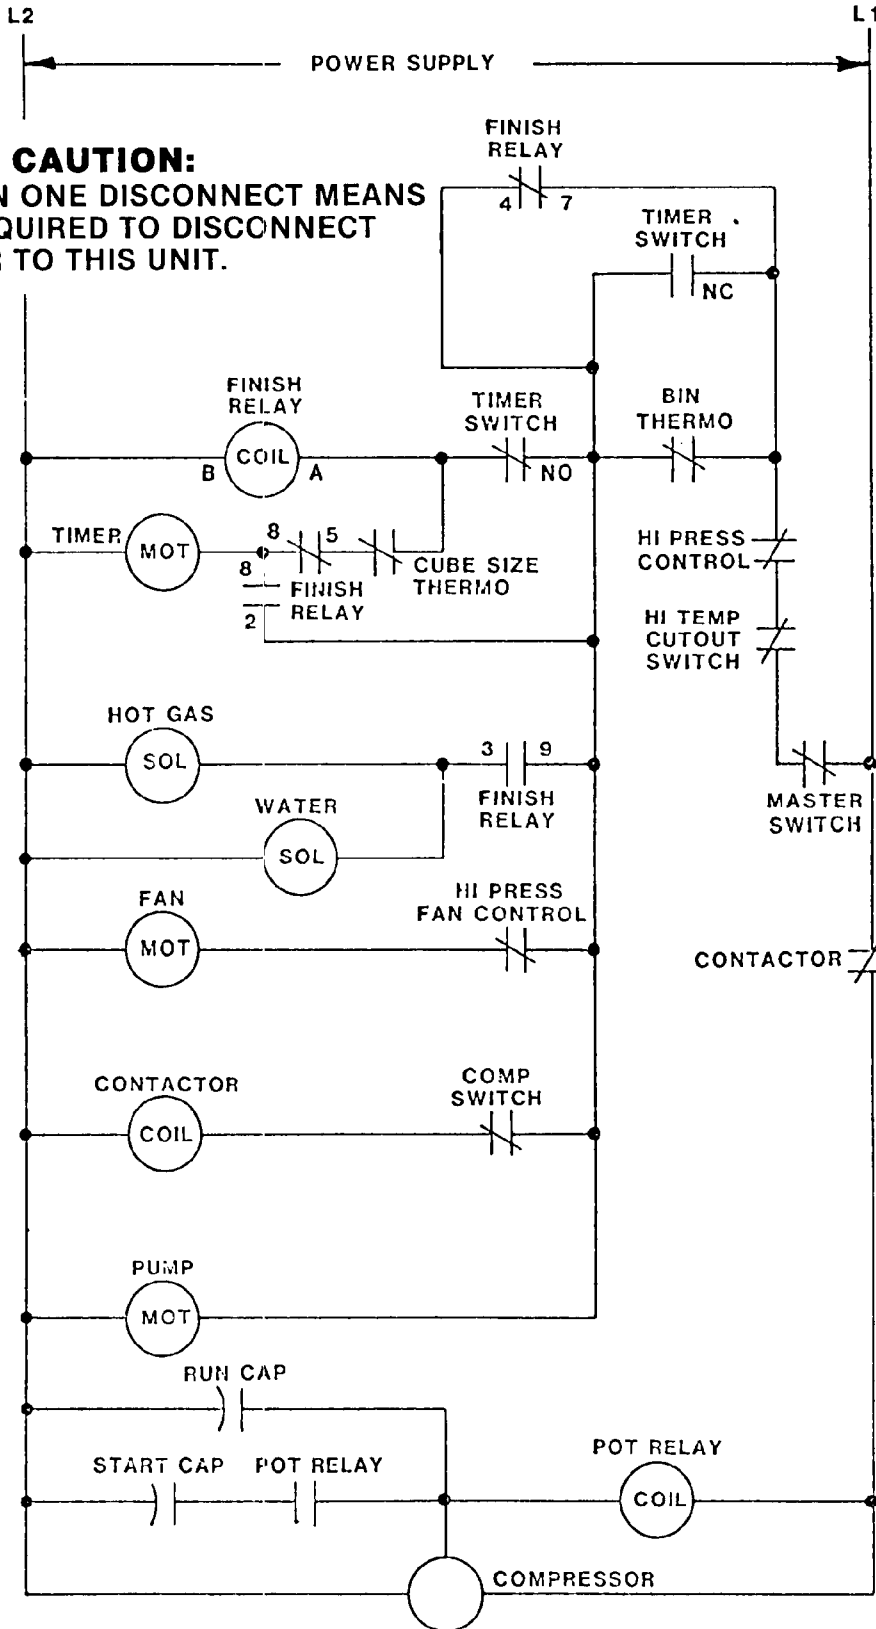 L2
L1
POWER SUPPLY
CAUTION:
ONE DISCONNECT MEANS
TO DISCONNECT
TO THIS UNIT.
FINISH
RELAY
4 7
TIMER
SWITCH
NC
FINISH
RELAY
B COIL A
TIMER
SWITCH
NO
BIN
THERMO
TIMER MOT
8 5
CUBE SIZE
THERMO
8
FINISH
RELAY
2
HI PRESS
CONTROL
HI TEMP
CUTOUT
SWITCH
HOT GAS
SOL
3 9
FINISH
RELAY
MASTER
SWITCH
WATER
SOL
FAN
MOT
HI PRESS
FAN CONTROL
CONTACTOR
CONTACTOR
COIL
COMP
SWITCH
PUMP
MOT
RUN CAP
START CAP POT RELAY
POT RELAY
COIL
COMPRESSOR